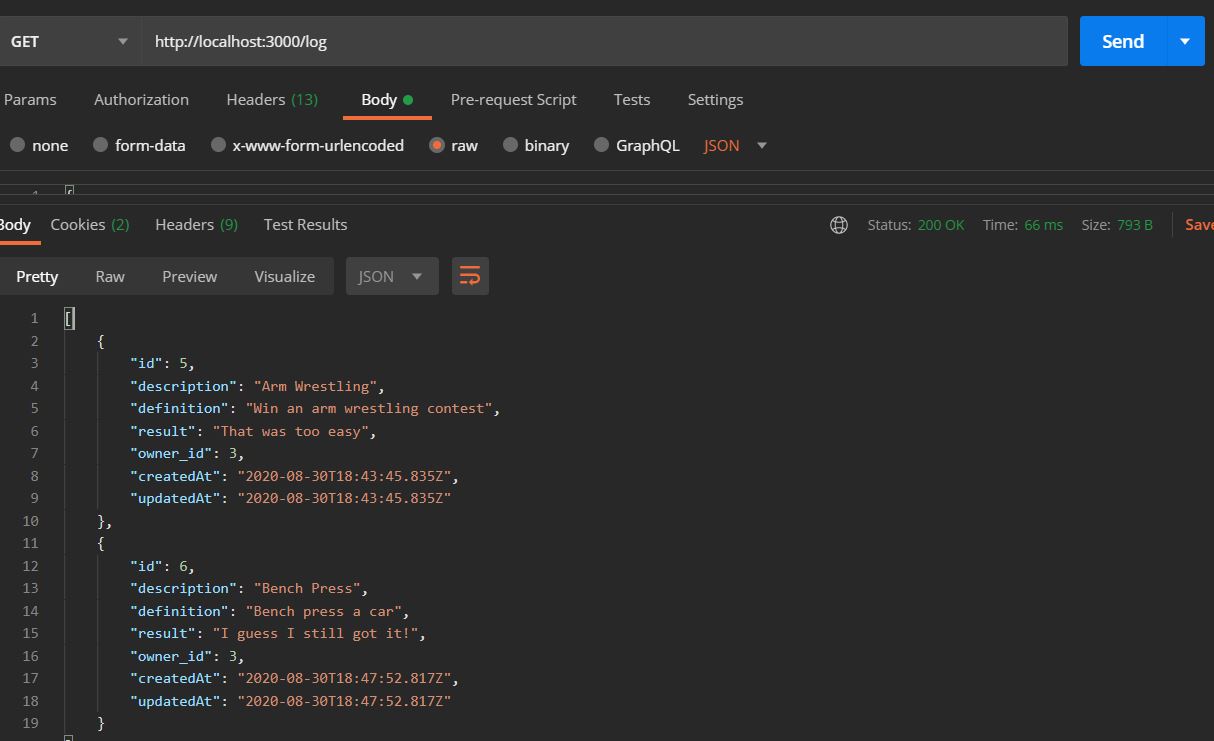 GET http://localhost:3000/log Send
Params Authorization Headers (13) Body Pre-request Script Tests Settings
none form-data x-www-form-urlencoded raw binary GraphQL JSON
Body Cookies (2) Headers (9) Test Results Status: 200 OK Time: 66 ms Size: 793 B Save
Pretty Raw Preview Visualize JSON
1 [
2 {
3 "id": 5,
4 "description": "Arm Wrestling",
5 "definition": "Win an arm wrestling contest",
6 "result": "That was too easy",
7 "owner_id": 3,
8 "createdAt": "2020-08-30T18:43:45.835Z",
9 "updatedAt": "2020-08-30T18:43:45.835Z"
10 },
11 {
12 "id": 6,
13 "description": "Bench Press",
14 "definition": "Bench press a car",
15 "result": "I guess I still got it!",
16 "owner_id": 3,
17 "createdAt": "2020-08-30T18:47:52.817Z",
18 "updatedAt": "2020-08-30T18:47:52.817Z"
19 }